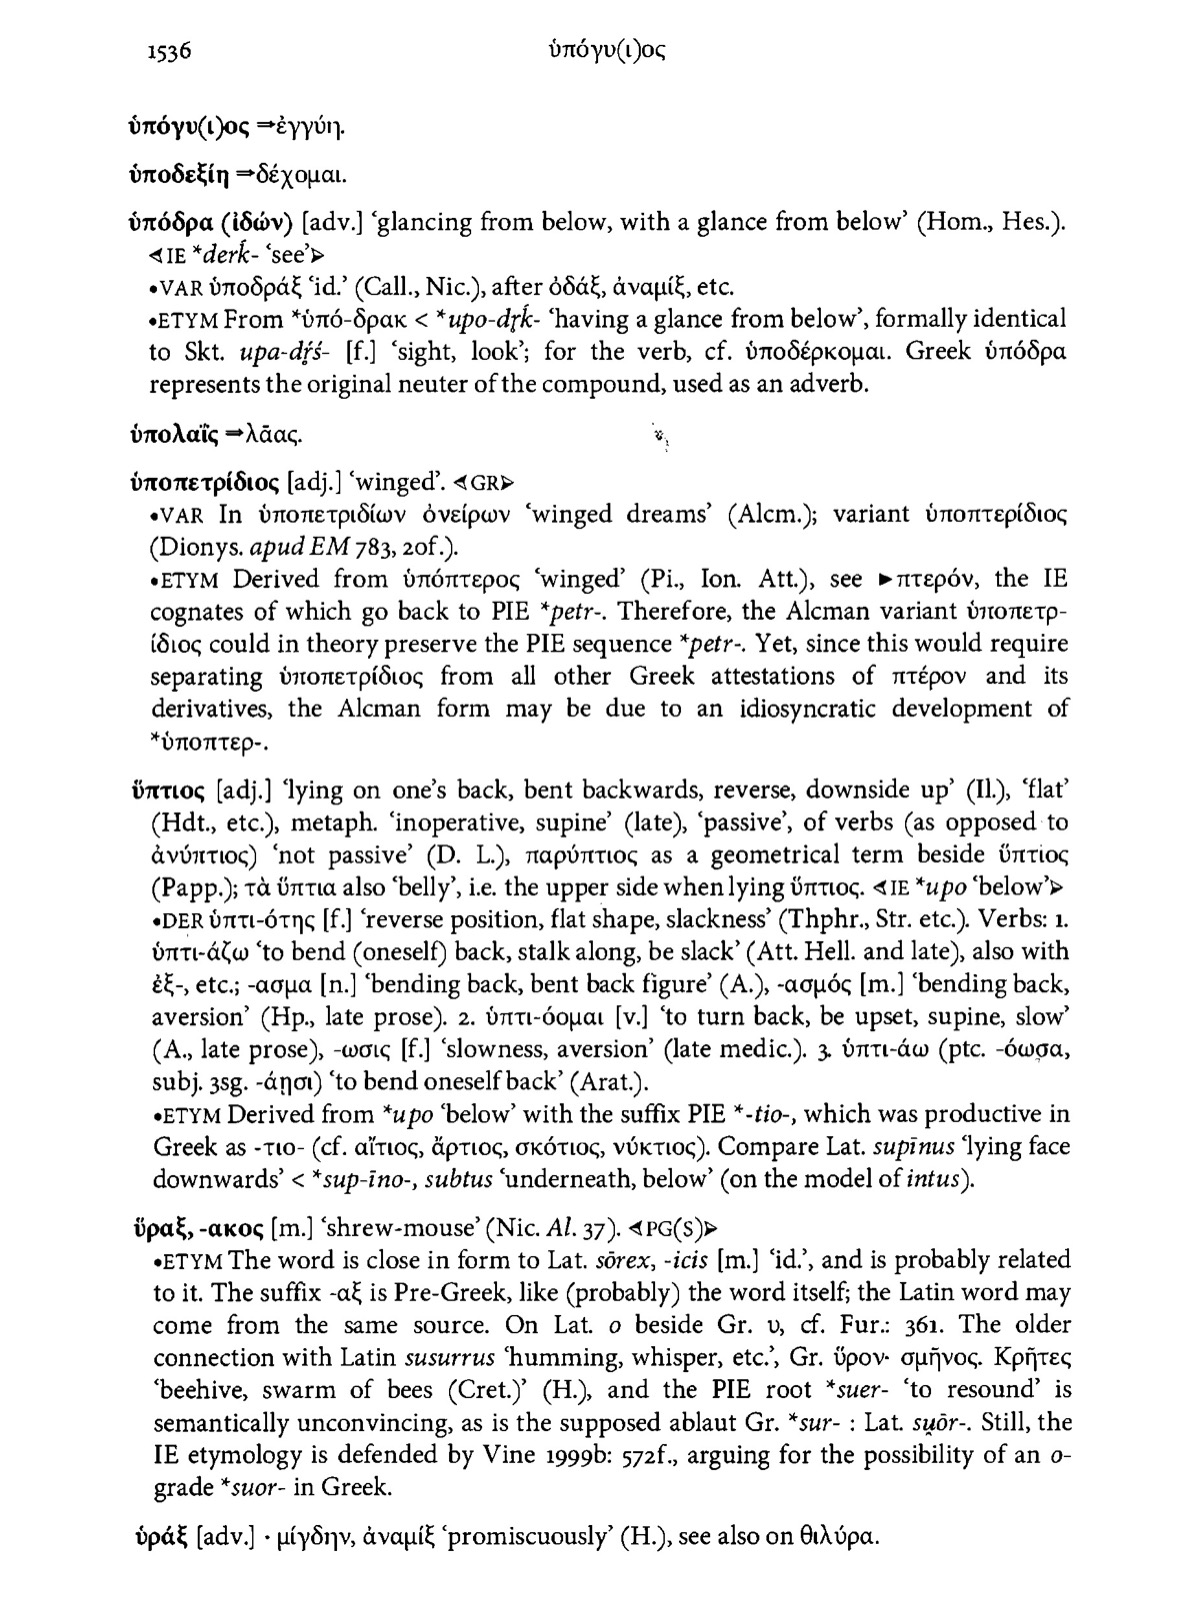 1536 ὑπόγυ(ι)ος
ὑπόγυ(ι)ος ⇒ἐγγύη.
ὑποδεξίη ⇒δέχομαι.
ὑπόδρα (ἰδών) [adv.] ‘glancing from below, with a glance from below’ (Hom., Hes.).
⋖IE *derḱ- ‘see’⋗
•VAR ὑποδράξ ‘id.’ (Call., Nic.), after ὀδάξ, ἀναμίξ, etc.
•ETYM From *ὑπό-δρακ < *upo-dr̥ḱ- ‘having a glance from below’, formally identical
to Skt. upa-dŕ̥ś- [f.] ‘sight, look’; for the verb, cf. ὑποδέρκομαι. Greek ὑπόδρα
represents the original neuter of the compound, used as an adverb.
ὑπολαΐς ⇒λᾶας.
ὑποπετρίδιος [adj.] ‘winged’. ⋖GR⋗
•VAR In ὑποπετριδίων ὀνείρων ‘winged dreams’ (Alcm.); variant ὑποπτερίδιος
(Dionys. apud EM 783, 20f.).
•ETYM Derived from ὑπόπτερος ‘winged’ (Pi., Ion. Att.), see ►πτερόν, the IE
cognates of which go back to PIE *petr-. Therefore, the Alcman variant ὑποπετρ-
ίδιος could in theory preserve the PIE sequence *petr-. Yet, since this would require
separating ὑποπετρίδιος from all other Greek attestations of πτέρον and its
derivatives, the Alcman form may be due to an idiosyncratic development of
*ὑποπτερ-.
ὕπτιος [adj.] ‘lying on one’s back, bent backwards, reverse, downside up’ (Il.), ‘flat’
(Hdt., etc.), metaph. ‘inoperative, supine’ (late), ‘passive’, of verbs (as opposed to
ἀνύπτιος) ‘not passive’ (D. L.), παρύπτιος as a geometrical term beside ὕπτιος
(Papp.); τὰ ὕπτια also ‘belly’, i.e. the upper side when lying ὕπτιος. ⋖IE *upo ‘below’⋗
•DER ὑπτι-ότης [f.] ‘reverse position, flat shape, slackness’ (Thphr., Str. etc.). Verbs: 1.
ὑπτι-άζω ‘to bend (oneself) back, stalk along, be slack’ (Att. Hell. and late), also with
ἐξ-, etc.; -ασμα [n.] ‘bending back, bent back figure’ (A.), -ασμός [m.] ‘bending back,
aversion’ (Hp., late prose). 2. ὑπτι-όομαι [v.] ‘to turn back, be upset, supine, slow’
(A., late prose), -ωσις [f.] ‘slowness, aversion’ (late medic.). 3. ὑπτι-άω (ptc. -όωσα,
subj. 3sg. -άῃσι) ‘to bend oneself back’ (Arat.).
•ETYM Derived from *upo ‘below’ with the suffix PIE *-tio-, which was productive in
Greek as -τιο- (cf. αἴτιος, ἄρτιος, σκότιος, νύκτιος). Compare Lat. supīnus ‘lying face
downwards’ < *sup-īno-, subtus ‘underneath, below’ (on the model of intus).
ὕραξ, -ακος [m.] ‘shrew-mouse’ (Nic. Al. 37). ⋖PG(S)⋗
•ETYM The word is close in form to Lat. sōrex, -icis [m.] ‘id.’, and is probably related
to it. The suffix -αξ is Pre-Greek, like (probably) the word itself; the Latin word may
come from the same source. On Lat. o beside Gr. υ, cf. Fur.: 361. The older
connection with Latin susurrus ‘humming, whisper, etc.’, Gr. ὕρον· σμῆνος. Κρῆτες
‘beehive, swarm of bees (Cret.)’ (H.), and the PIE root *suer- ‘to resound’ is
semantically unconvincing, as is the supposed ablaut Gr. *sur- : Lat. su̯ōr-. Still, the
IE etymology is defended by Vine 1999b: 572f., arguing for the possibility of an o-
grade *suor- in Greek.
ὑράξ [adv.] · μίγδην, ἀναμίξ ‘promiscuously’ (H.), see also on θιλύρα.